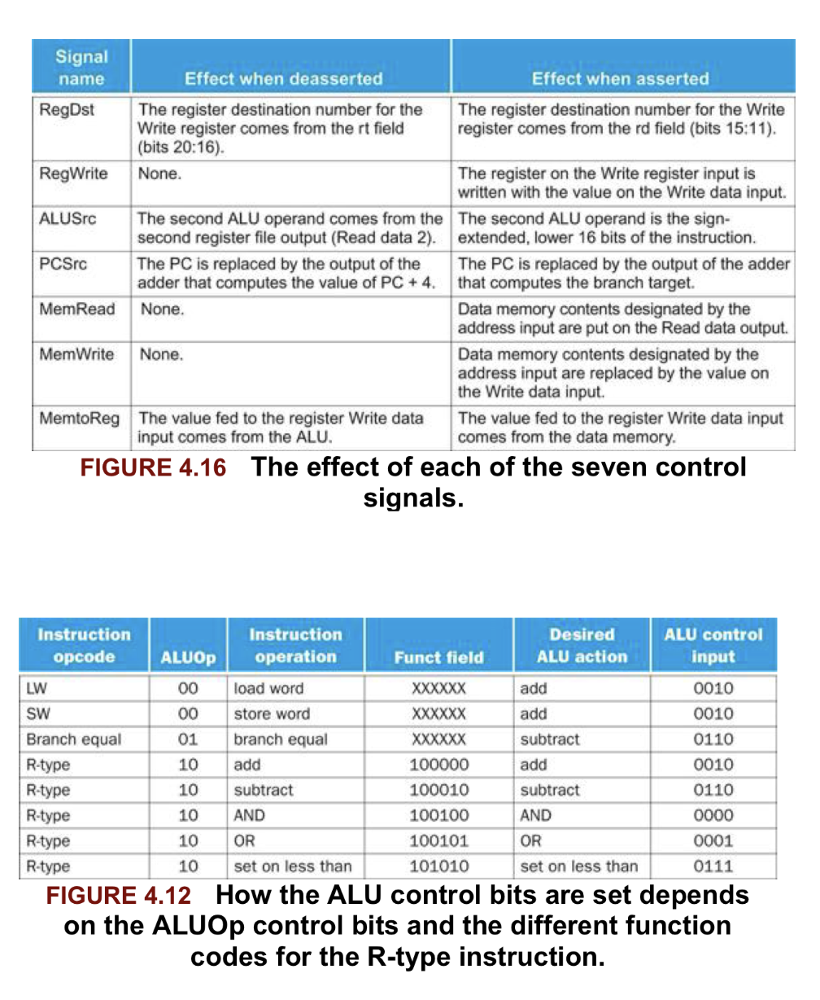 Signal name | Effect when deasserted | Effect when asserted
RegDst | The register destination number for the Write register comes from the rt field (bits 20:16). | The register destination number for the Write register comes from the rd field (bits 15:11).
RegWrite | None. | The register on the Write register input is written with the value on the Write data input.
ALUSrc | The second ALU operand comes from the second register file output (Read data 2). | The second ALU operand is the sign-extended, lower 16 bits of the instruction.
PCSrc | The PC is replaced by the output of the adder that computes the value of PC + 4. | The PC is replaced by the output of the adder that computes the branch target.
MemRead | None. | Data memory contents designated by the address input are put on the Read data output.
MemWrite | None. | Data memory contents designated by the address input are replaced by the value on the Write data input.
MemtoReg | The value fed to the register Write data input comes from the ALU. | The value fed to the register Write data input comes from the data memory.
FIGURE 4.16 The effect of each of the seven control
signals.
Instruction opcode | ALUOp | Instruction operation | Funct field | Desired ALU action | ALU control input
LW | 00 | load word | XXXXXX | add | 0010
SW | 00 | store word | XXXXXX | add | 0010
Branch equal | 01 | branch equal | XXXXXX | subtract | 0110
R-type | 10 | add | 100000 | add | 0010
R-type | 10 | subtract | 100010 | subtract | 0110
R-type | 10 | AND | 100100 | AND | 0000
R-type | 10 | OR | 100101 | OR | 0001
R-type | 10 | set on less than | 101010 | set on less than | 0111
FIGURE 4.12 How the ALU control bits are set depends
on the ALUOp control bits and the different function
codes for the R-type instruction.